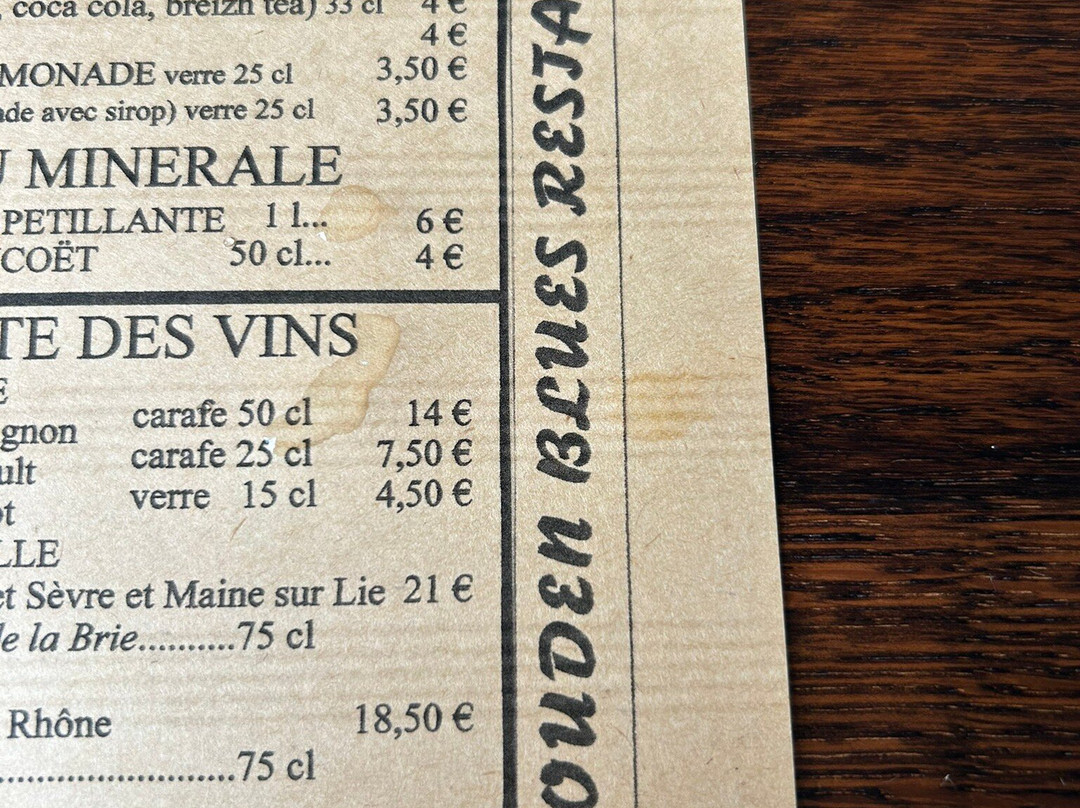 , coca cola, breizh tea) 33 cl 4 €
4 €
MONADE verre 25 cl 3,50 €
ade avec sirop) verre 25 cl 3,50 €
U MINERALE
PETILLANTE 1 l... 6 €
COËT 50 cl... 4 €
TE DES VINS
E
gnon carafe 50 cl 14 €
ult carafe 25 cl 7,50 €
ot verre 15 cl 4,50 €
LLE
et Sèvre et Maine sur Lie 21 €
de la Brie..........75 cl
Rhône 18,50 €
........................75 cl
OUDEN BLUES RESTA